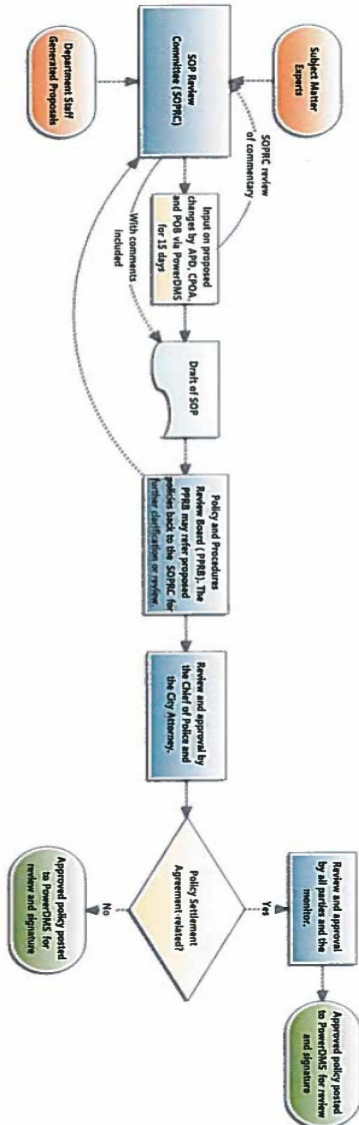 Subject Matter
Experts
Department Staff
Generated Proposals
SOP Review
Committee (SOPRC)
SOPRC review
of commentary
Input on proposed
changes by APD, CPOA,
and POB via PowerDMS
for 15 days
With comments
included
Draft of SOP
Policy and Procedures
Review Board (PPRB). The
PPRB may refer proposed
policies back to the SOPRC for
further clarification or review.
Review and approval by
the Chief of Police and
the City Attorney.
Policy Settlement
Agreement-related?
Yes
No
Review and approval
by all parties and the
monitor.
Approved policy posted
to PowerDMS for review
and signature
Approved policy posted
to PowerDMS for
review and signature